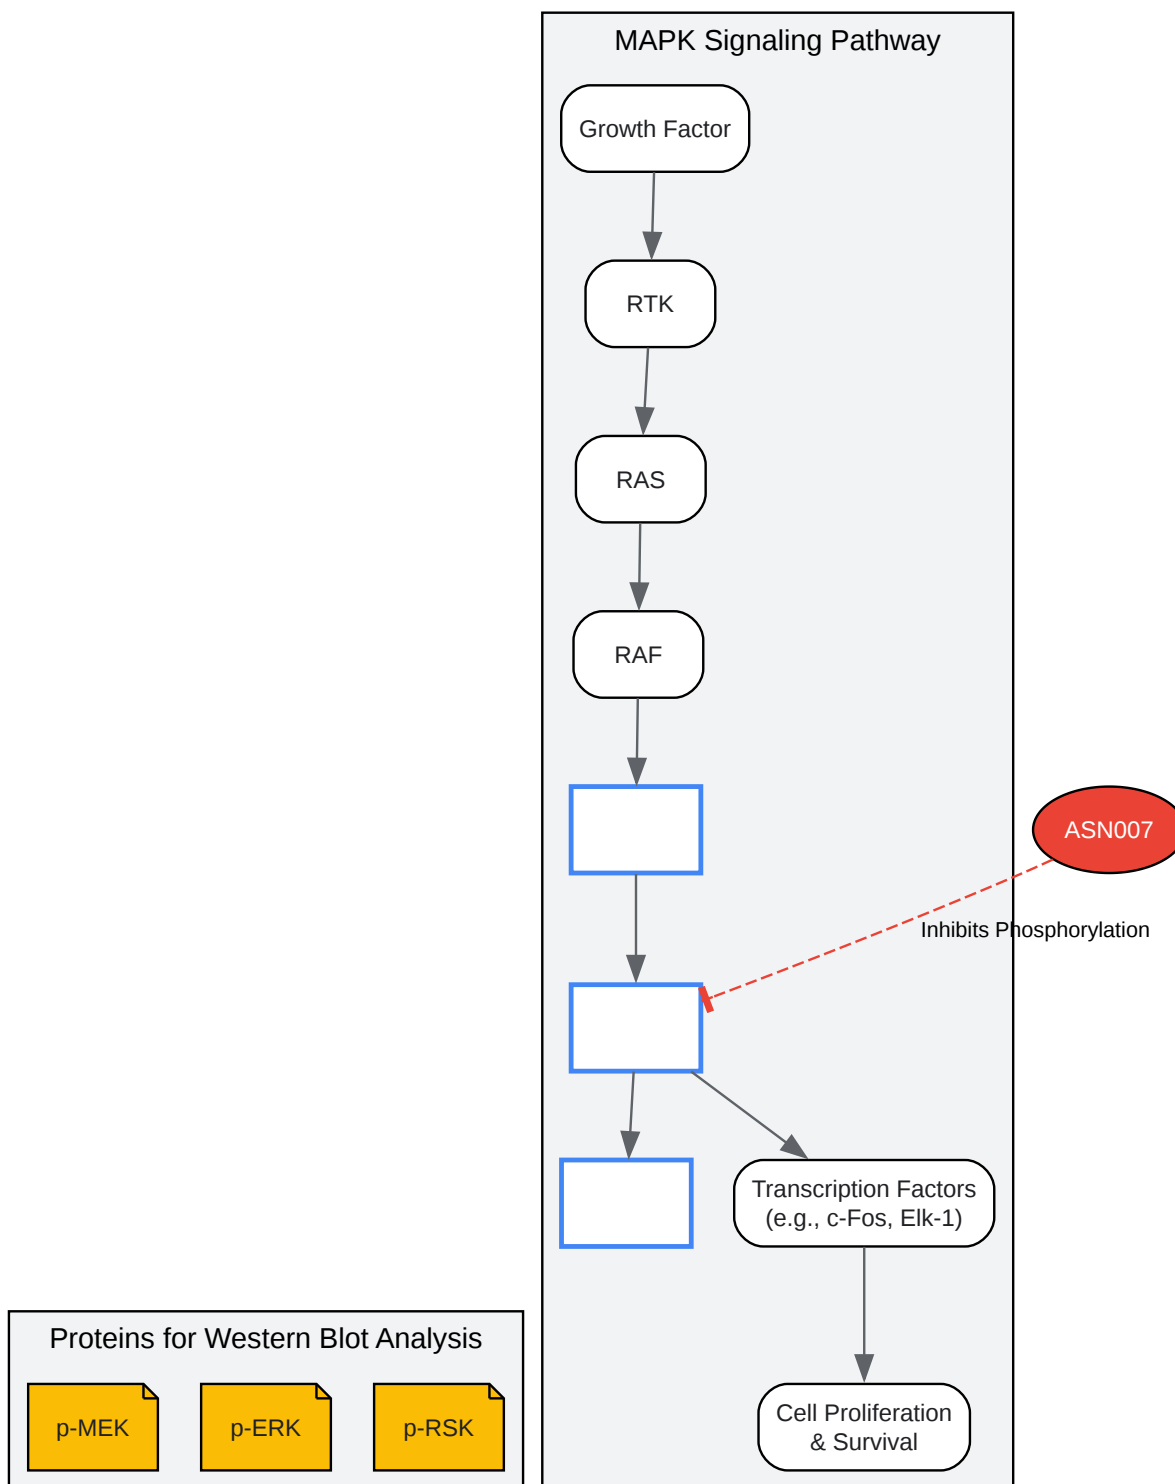 MAPK Signaling Pathway
Growth Factor
RTK
RAS
RAF
ASN007
Inhibits Phosphorylation
Transcription Factors
(e.g., c-Fos, Elk-1)
Cell Proliferation
& Survival
Proteins for Western Blot Analysis
p-MEK
p-ERK
p-RSK